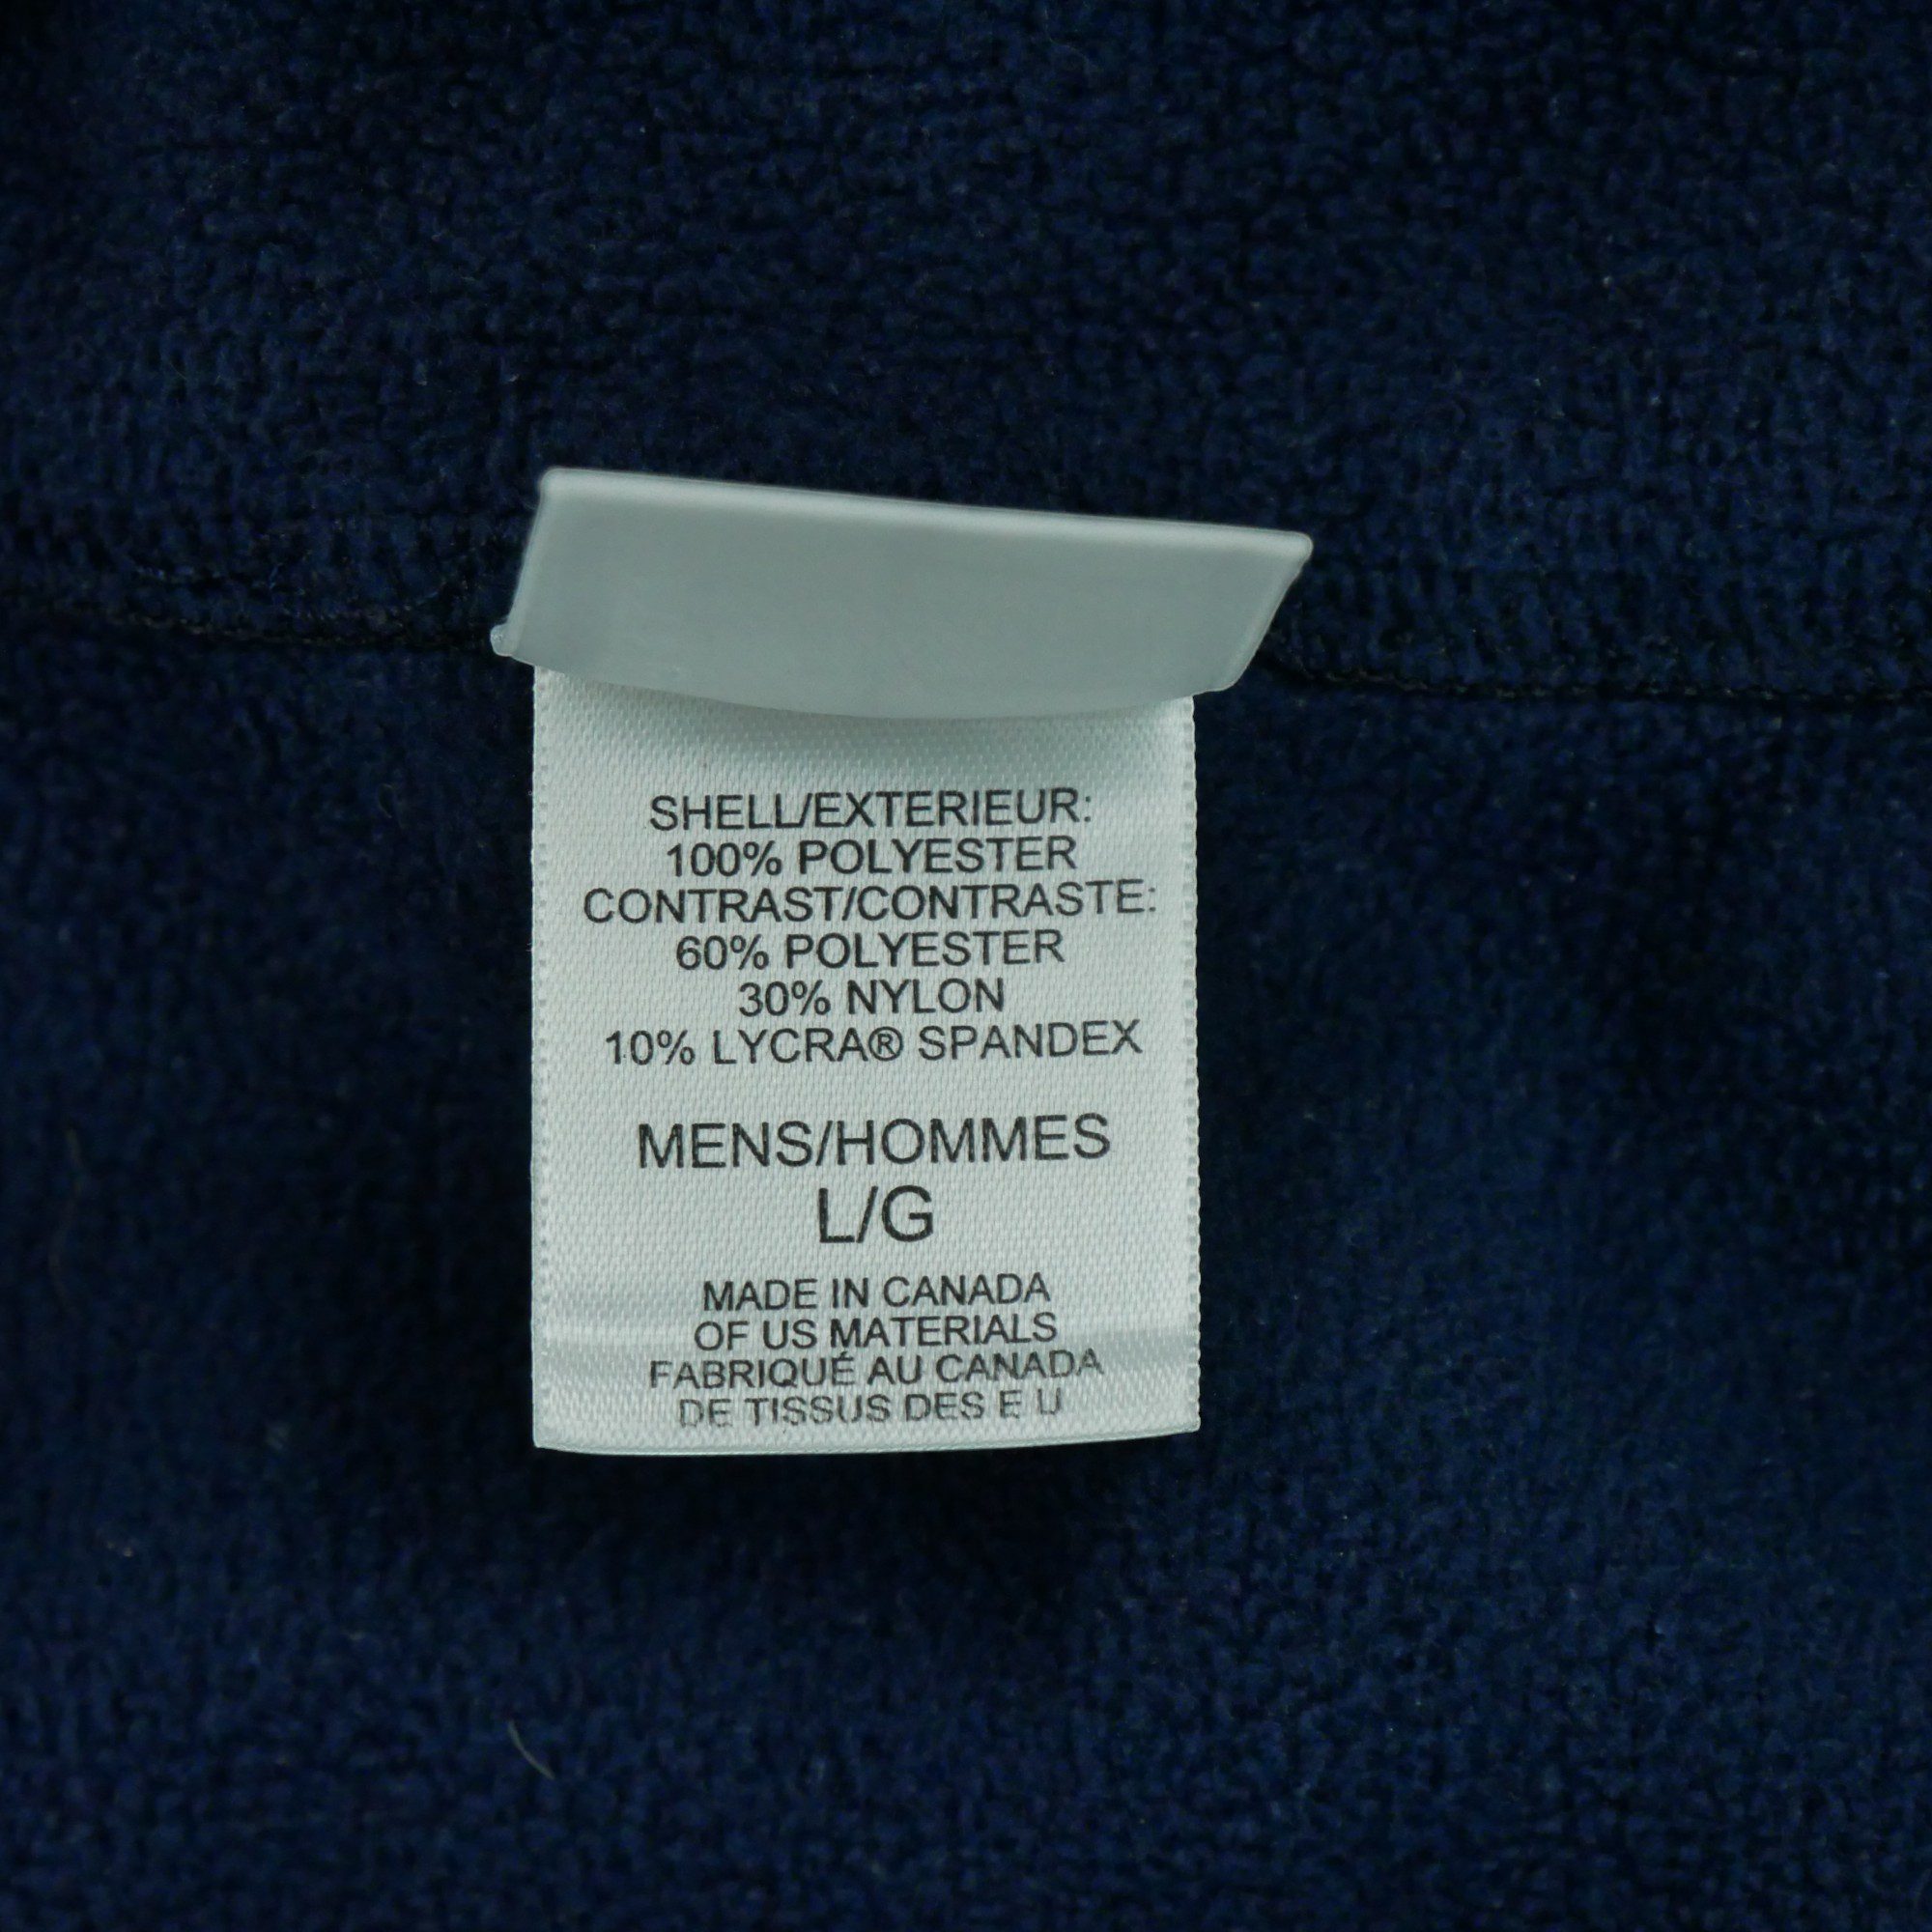 SHELL/EXTERIEUR:
100% POLYESTER
CONTRAST/CONTRASTE:
60% POLYESTER
30% NYLON
10% LYCRA® SPANDEX
MENS/HOMMES
L/G
MADE IN CANADA
OF US MATERIALS
FABRIQUÉ AU CANADA
DE TISSUS DES E U